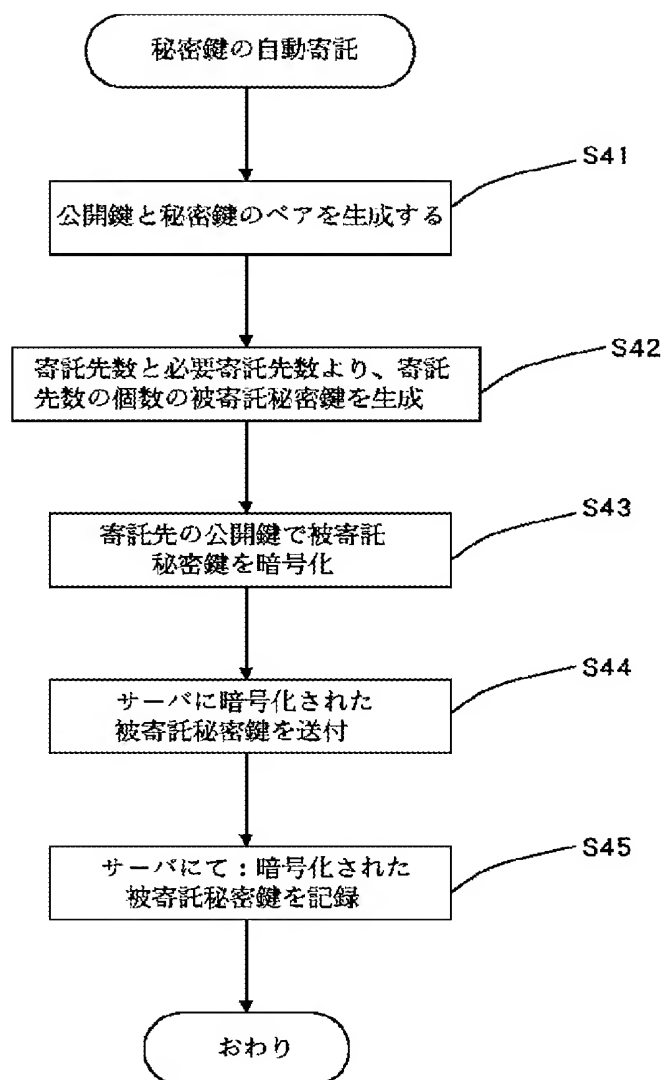 秘密鍵の自動寄託
S41
公開鍵と秘密鍵のペアを生成する
S42
寄託先数と必要寄託先数より、寄託
先数の個数の被寄託秘密鍵を生成
S43
寄託先の公開鍵で被寄託
秘密鍵を暗号化
S44
サーバに暗号化された
被寄託秘密鍵を送付
S45
サーバにて：暗号化された
被寄託秘密鍵を記録
おわり